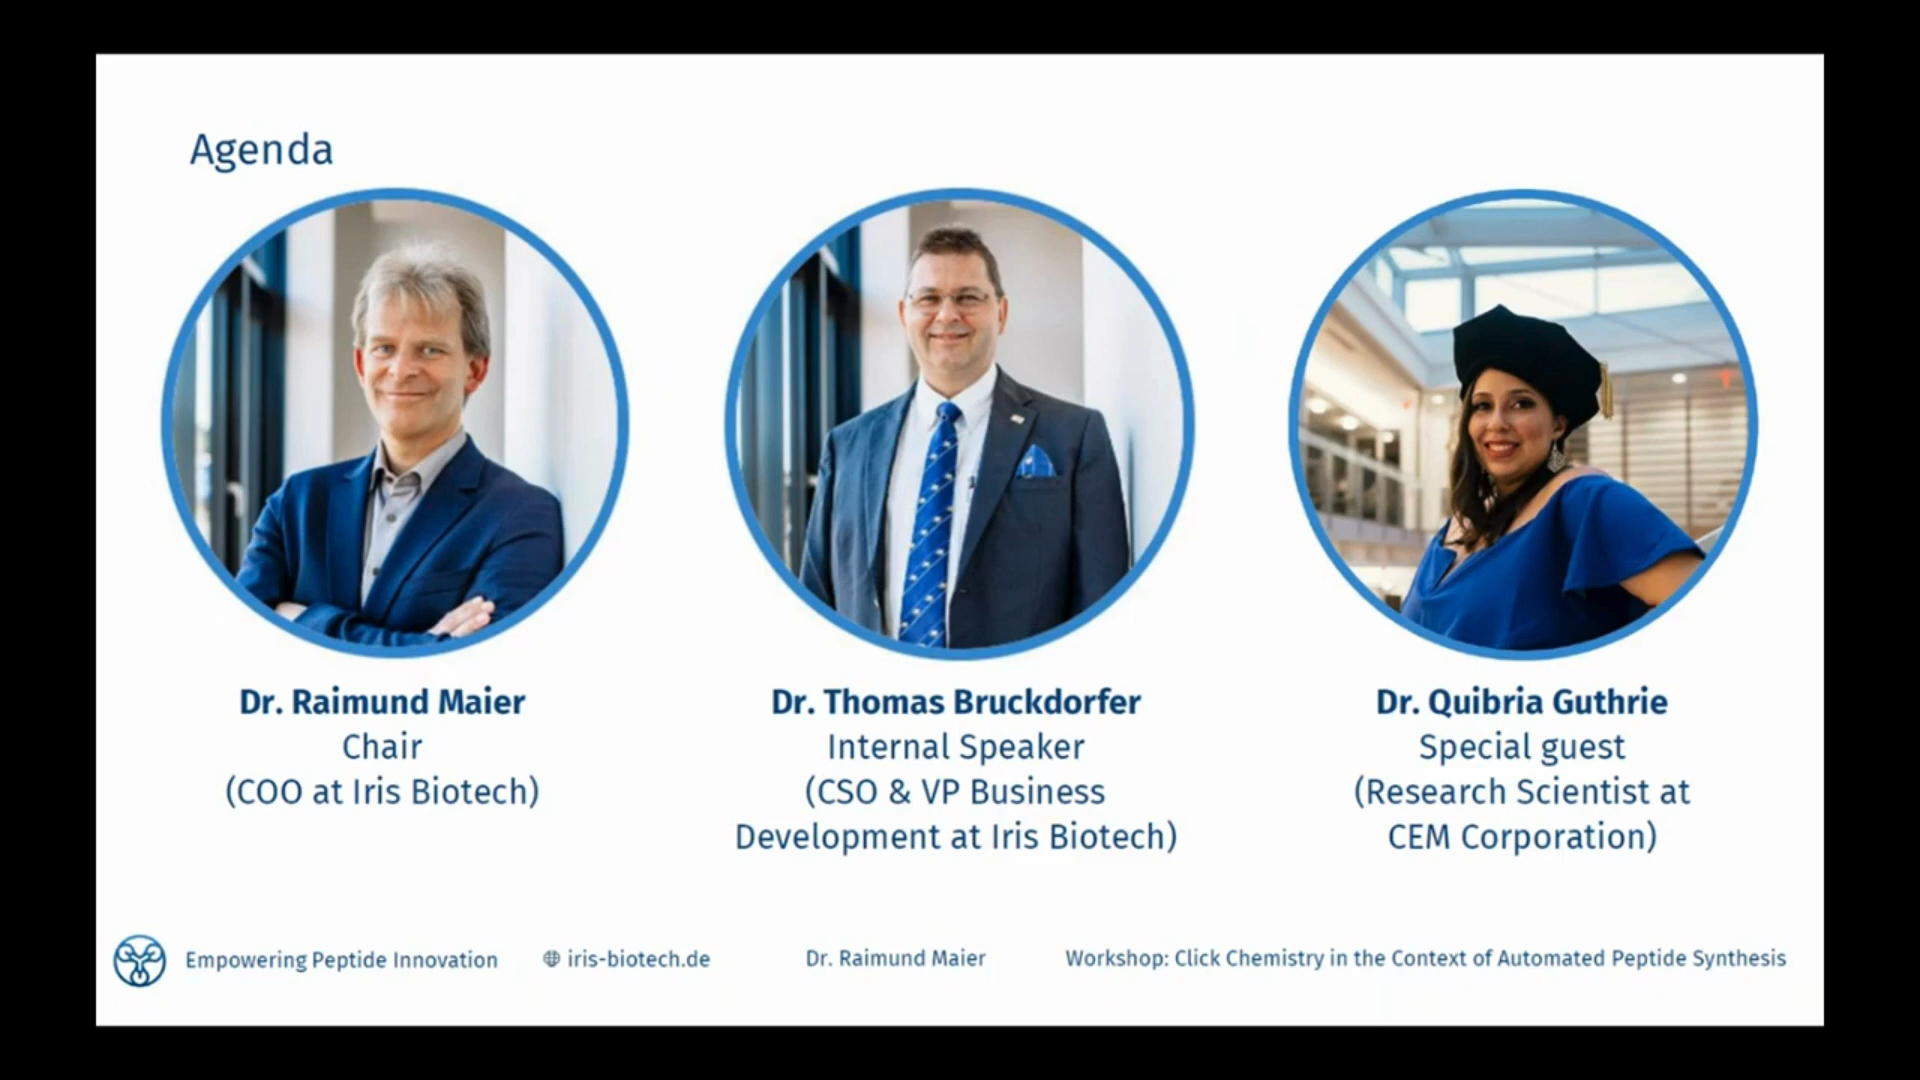 Agenda
Dr. Raimund Maier
Chair
(COO at Iris Biotech)
Dr. Thomas Bruckdorfer
Internal Speaker
(CSO & VP Business
Development at Iris Biotech)
Dr. Quibria Guthrie
Special guest
(Research Scientist at
CEM Corporation)
Empowering Peptide Innovation
iris-biotech.de
Dr. Raimund Maier
Workshop: Click Chemistry in the Context of Automated Peptide Synthesis